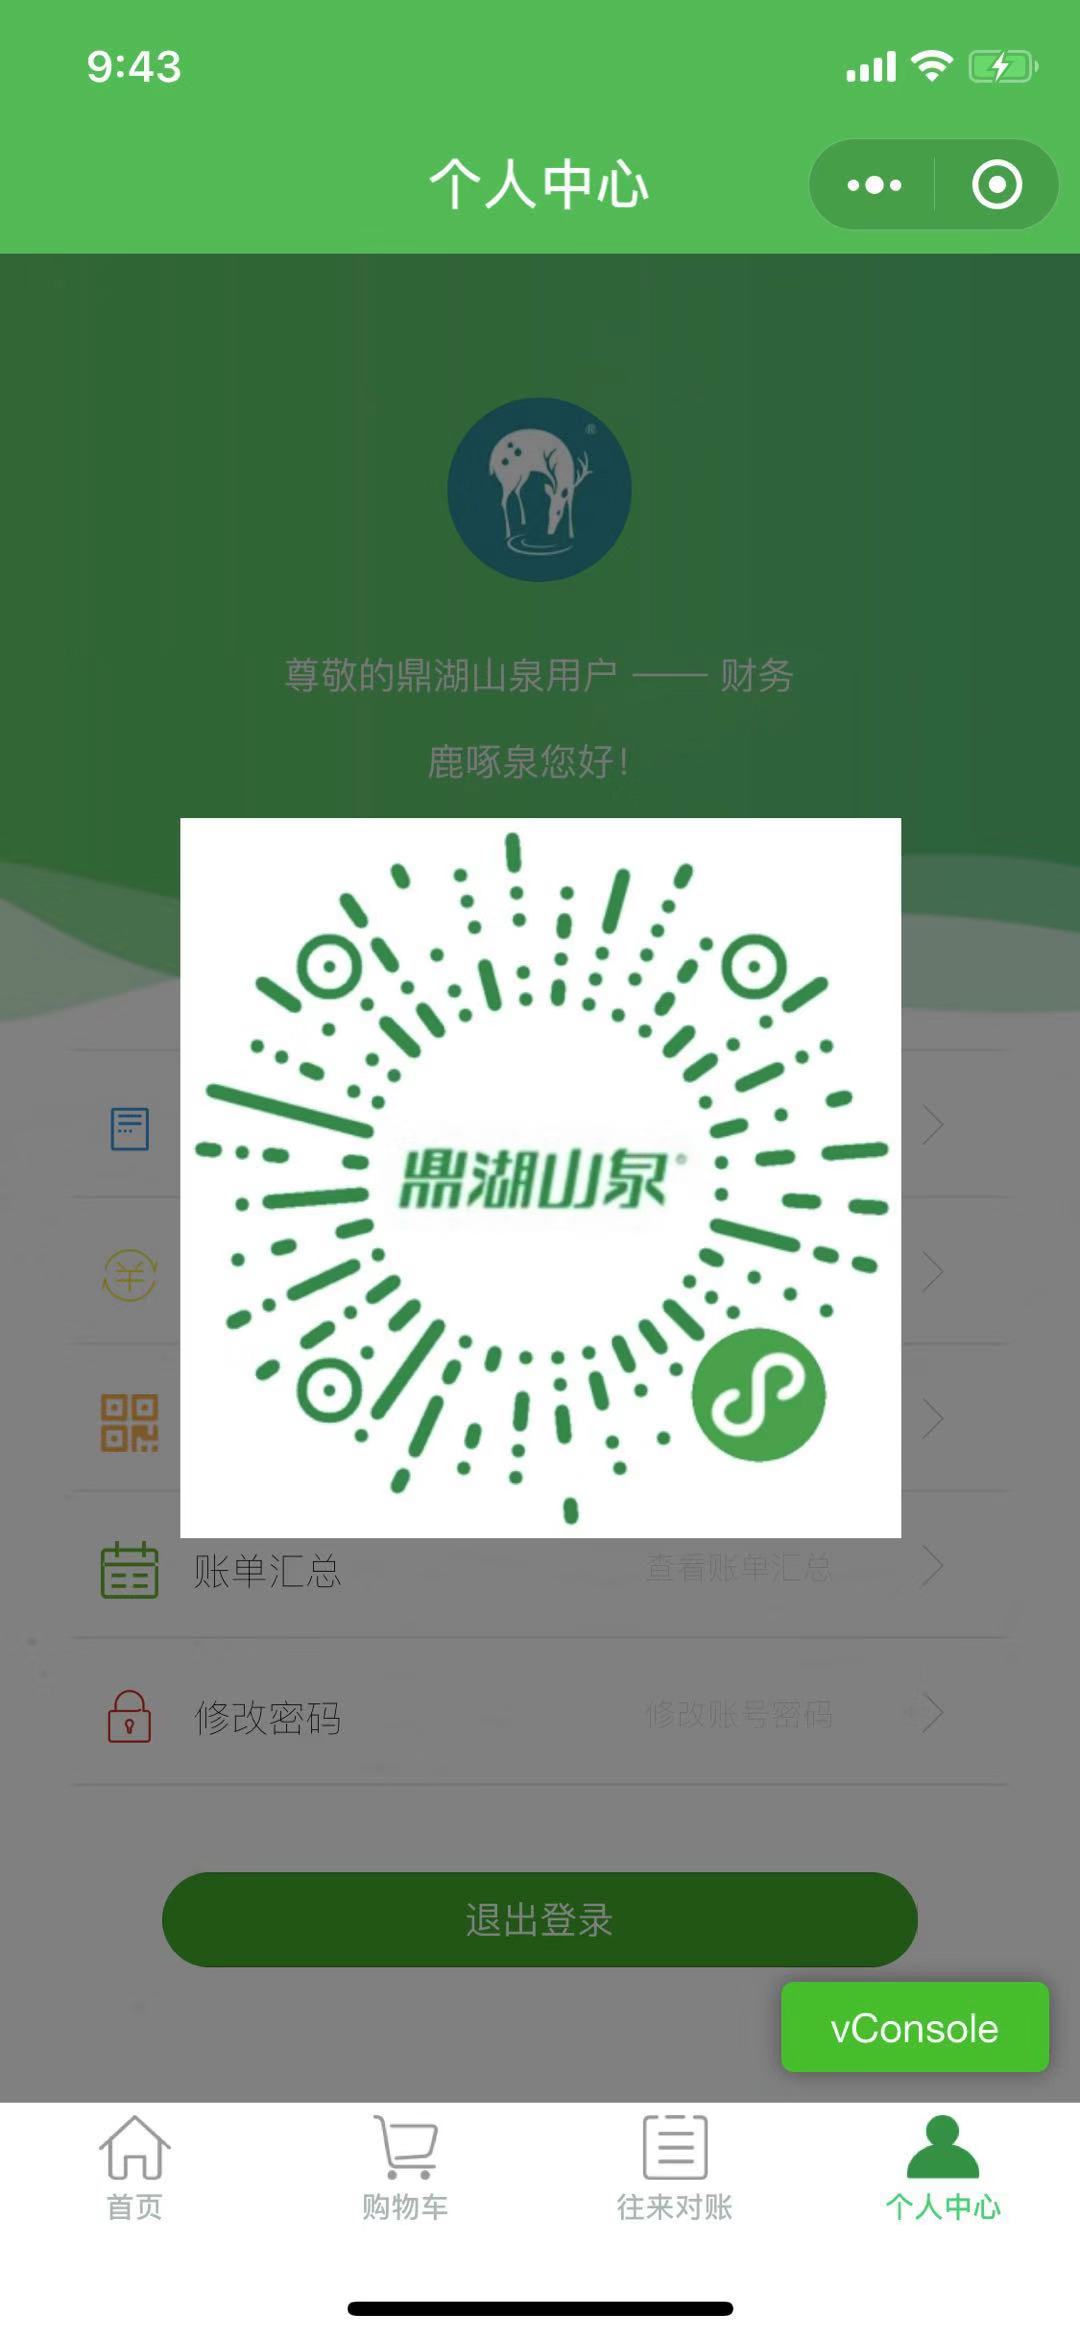 9:43
个人中心
尊敬的鼎湖山泉用户 —— 财务
鹿啄泉您好！
鼎湖山泉
账单汇总 查看账单汇总
修改密码 修改账号密码
退出登录
vConsole
首页 购物车 往来对账 个人中心